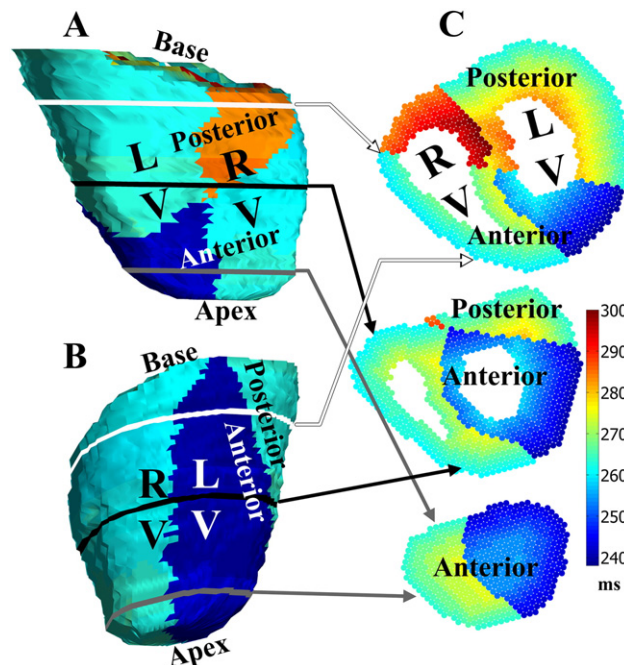 A
Base
Posterior
L
R
V
V
Anterior
Apex
B
Base
Posterior
Anterior
R
L
V
V
Apex
C
Posterior
L
R
V
V
Anterior
Posterior
Anterior
Anterior
300
290
280
270
260
250
240
ms